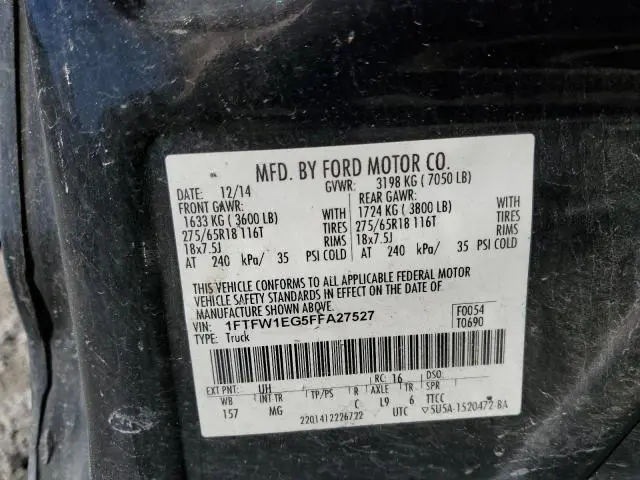 MFD. BY FORD MOTOR CO.
DATE: 12/14 GVWR: 3198 KG ( 7050 LB)
FRONT GAWR: REAR GAWR:
1633 KG ( 3600 LB) WITH 1724 KG ( 3800 LB) WITH
275/65R18 116T TIRES 275/65R18 116T TIRES
18x7.5J RIMS 18x7.5J RIMS
AT 240 kPa/ 35 PSI COLD AT 240 kPa/ 35 PSI COLD
THIS VEHICLE CONFORMS TO ALL APPLICABLE FEDERAL MOTOR
VEHICLE SAFETY STANDARDS IN EFFECT ON THE DATE OF
MANUFACTURE SHOWN ABOVE.
VIN: 1FTFW1EG5FFA27527 F0054
TYPE: Truck T0690
EXT PNT: UH RC: 16 DSO:
WB INT TR TP/PS R AXLE TR SPR
157 MG C L9 6 TTCC
2201412226722 UTC ▽5U5A-1520472-BA